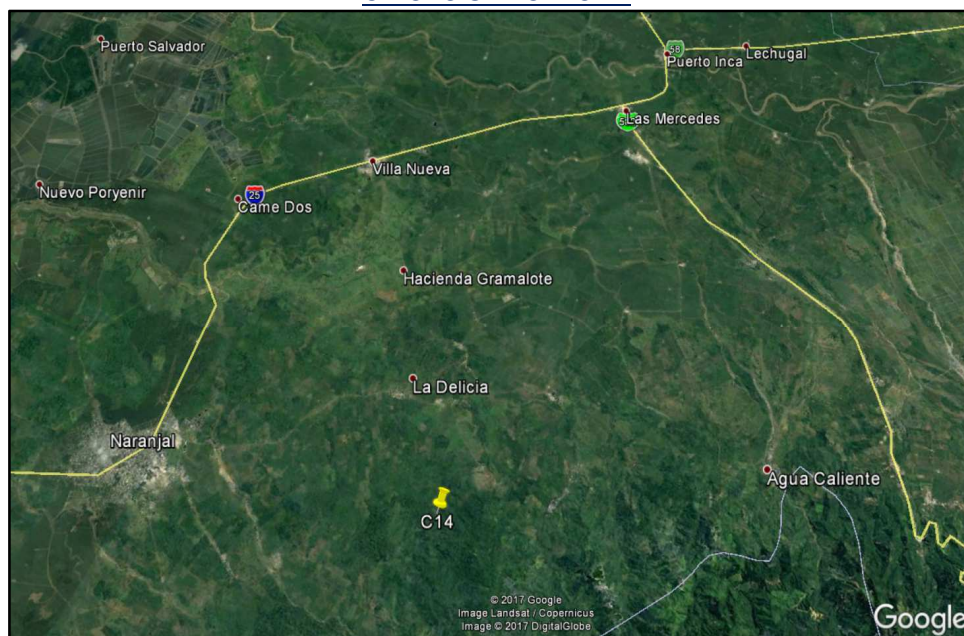 Puerto Salvador
58
Puerto Inca
Lechugal
Las Mercedes
Villa Nueva
Nuevo Poryenir
25
Came Dos
Hacienda Gramalote
La Delicia
Naranjal
Agua Caliente
C14
© 2017 Google
Image Landsat / Copernicus
Image © 2017 DigitalGlobe
Google